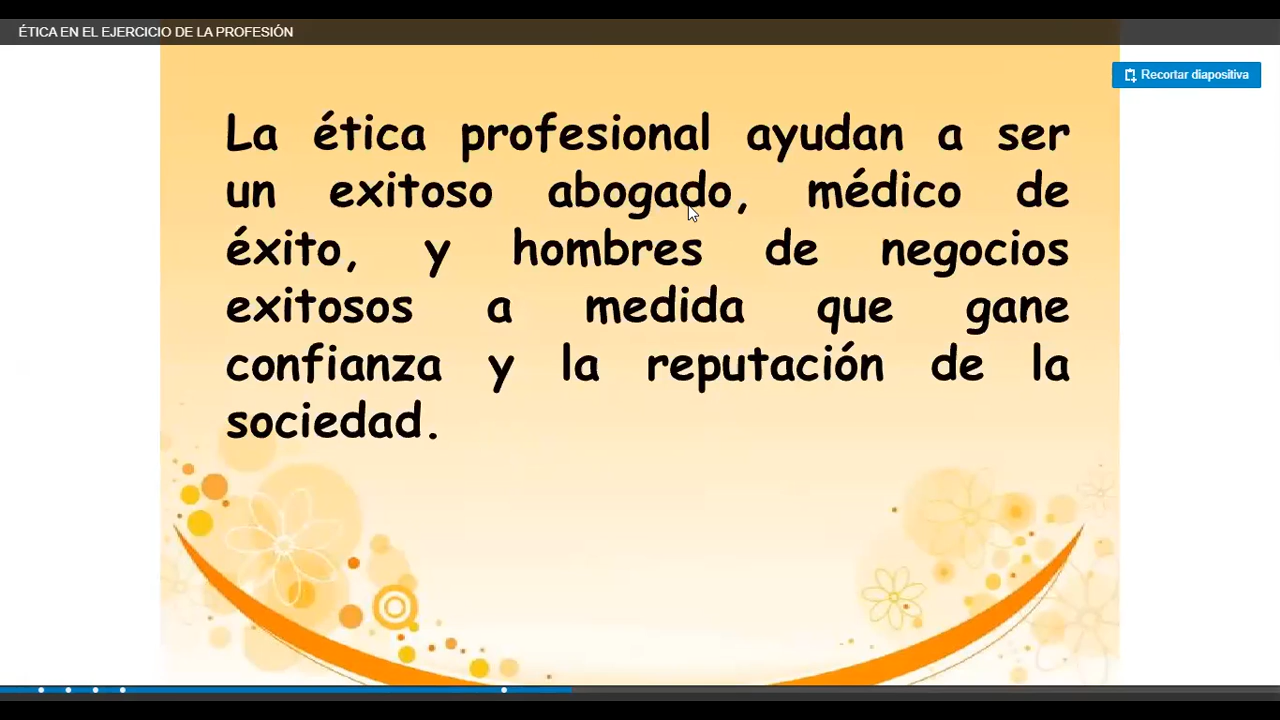 ÉTICA EN EL EJERCICIO DE LA PROFESIÓN
Recortar diapositiva
La ética profesional ayudan a ser
un exitoso abogado, médico de
éxito, y hombres de negocios
exitosos a medida que gane
confianza y la reputación de la
sociedad.